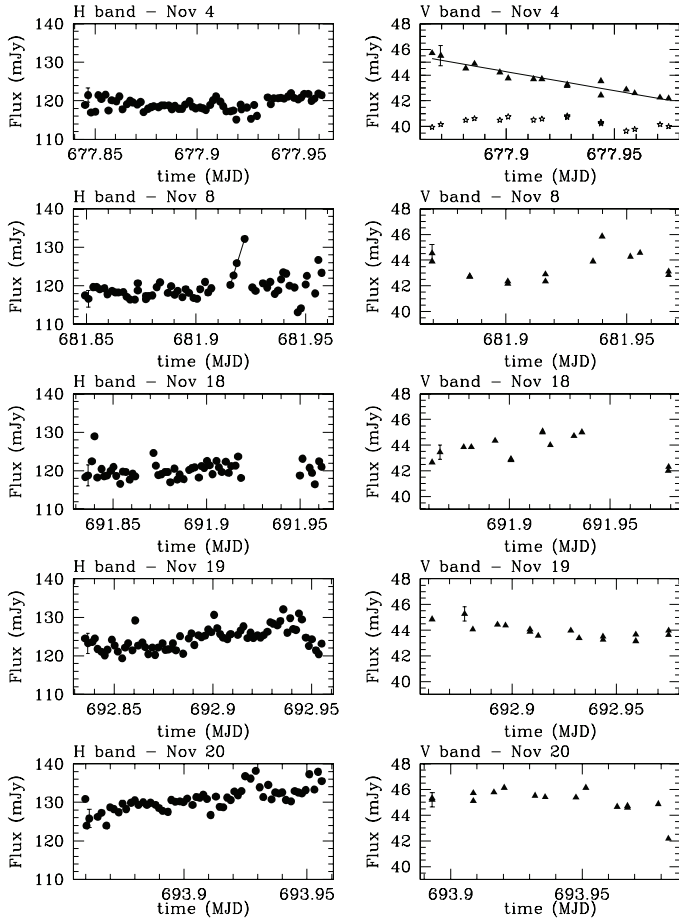 H band – Nov 4
Flux (mJy)
140
130
120
110
677.85
677.9
677.95
time (MJD)
V band – Nov 4
Flux (mJy)
48
46
44
42
40
677.9
677.95
time (MJD)
H band – Nov 8
Flux (mJy)
140
130
120
110
681.85
681.9
681.95
time (MJD)
V band – Nov 8
Flux (mJy)
48
46
44
42
40
681.9
681.95
time (MJD)
H band – Nov 18
Flux (mJy)
140
130
120
110
691.85
691.9
691.95
time (MJD)
V band – Nov 18
Flux (mJy)
48
46
44
42
40
691.9
691.95
time (MJD)
H band – Nov 19
Flux (mJy)
140
130
120
110
692.85
692.9
692.95
time (MJD)
V band – Nov 19
Flux (mJy)
48
46
44
42
40
692.9
692.95
time (MJD)
H band – Nov 20
Flux (mJy)
140
130
120
110
693.9
693.95
time (MJD)
V band – Nov 20
Flux (mJy)
48
46
44
42
40
693.9
693.95
time (MJD)